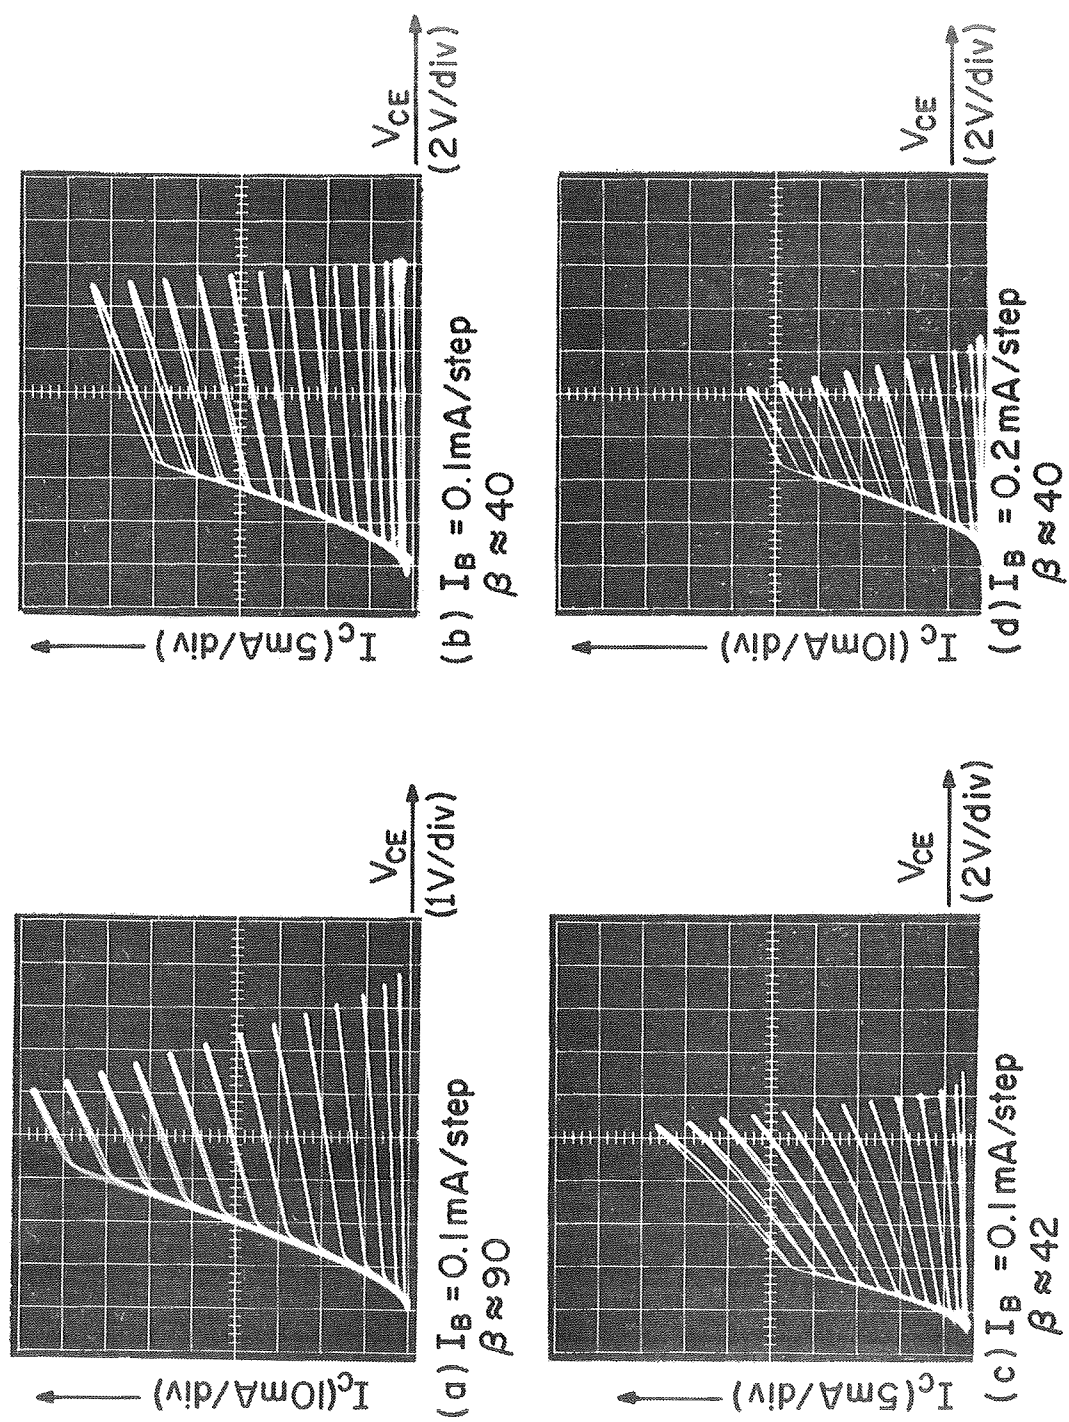 I_C (10mA/div)
V_CE
(1V/div)
(a) I_B = 0.1mA/step
β ≈ 90
I_C (5mA/div)
V_CE
(2V/div)
(b) I_B = 0.1mA/step
β ≈ 40
I_C (5mA/div)
V_CE
(2V/div)
(c) I_B = 0.1mA/step
β ≈ 42
I_C (10mA/div)
V_CE
(2V/div)
(d) I_B = 0.2mA/step
β ≈ 40